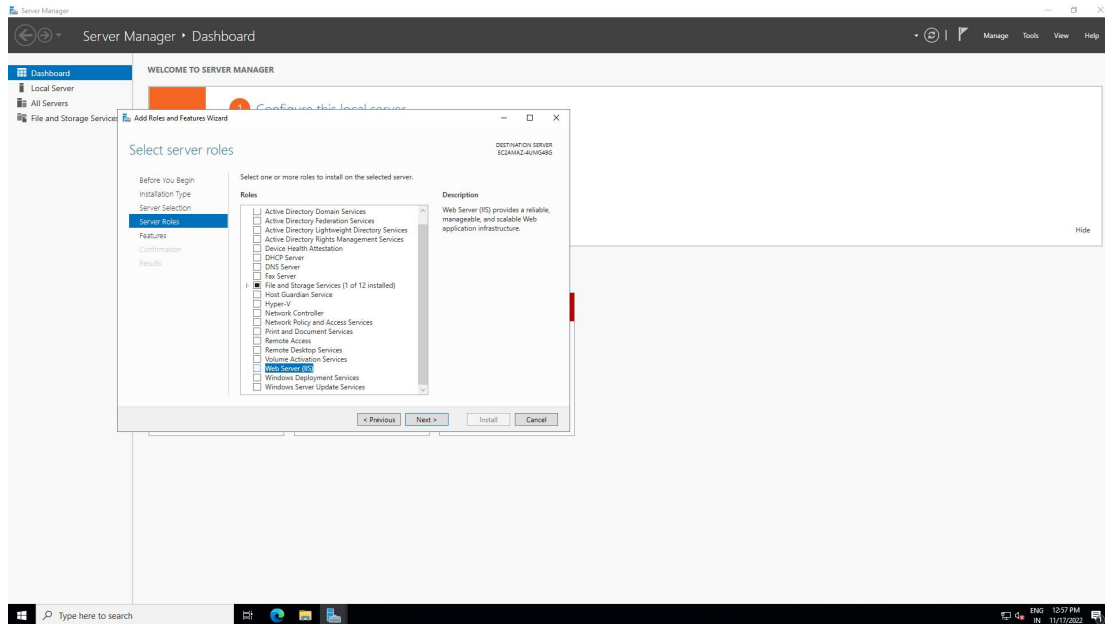 Server Manager
Server Manager • Dashboard
Manage Tools View Help
Dashboard
Local Server
All Servers
File and Storage Services
WELCOME TO SERVER MANAGER
1 Configure this local server
Hide
Add Roles and Features Wizard
Select server roles
DESTINATION SERVER
EC2AMAZ-4UMG4BG
Before You Begin
Installation Type
Server Selection
Server Roles
Features
Confirmation
Results
Select one or more roles to install on the selected server.
Roles
Active Directory Domain Services
Active Directory Federation Services
Active Directory Lightweight Directory Services
Active Directory Rights Management Services
Device Health Attestation
DHCP Server
DNS Server
Fax Server
File and Storage Services (1 of 12 installed)
Host Guardian Service
Hyper-V
Network Controller
Network Policy and Access Services
Print and Document Services
Remote Access
Remote Desktop Services
Volume Activation Services
Web Server (IIS)
Windows Deployment Services
Windows Server Update Services
Description
Web Server (IIS) provides a reliable,
manageable, and scalable Web
application infrastructure.
< Previous Next > Install Cancel
Type here to search
ENG
IN
12:57 PM
11/17/2022